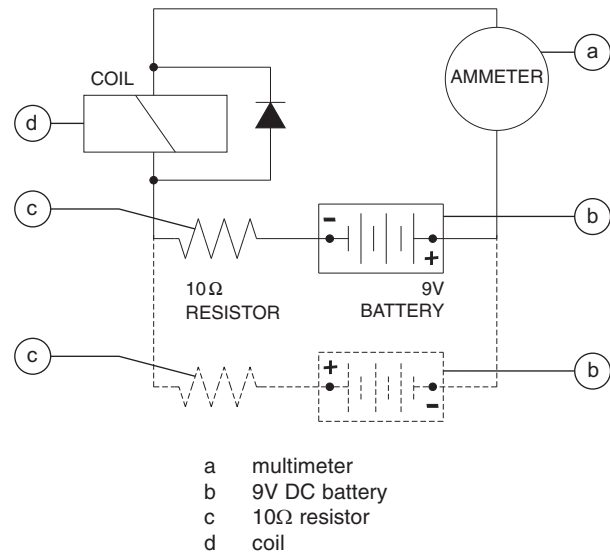 a
COIL
AMMETER
d
c
-
+
b
10Ω
RESISTOR
9V
BATTERY
c
+
-
b
a multimeter
b 9V DC battery
c 10Ω resistor
d coil